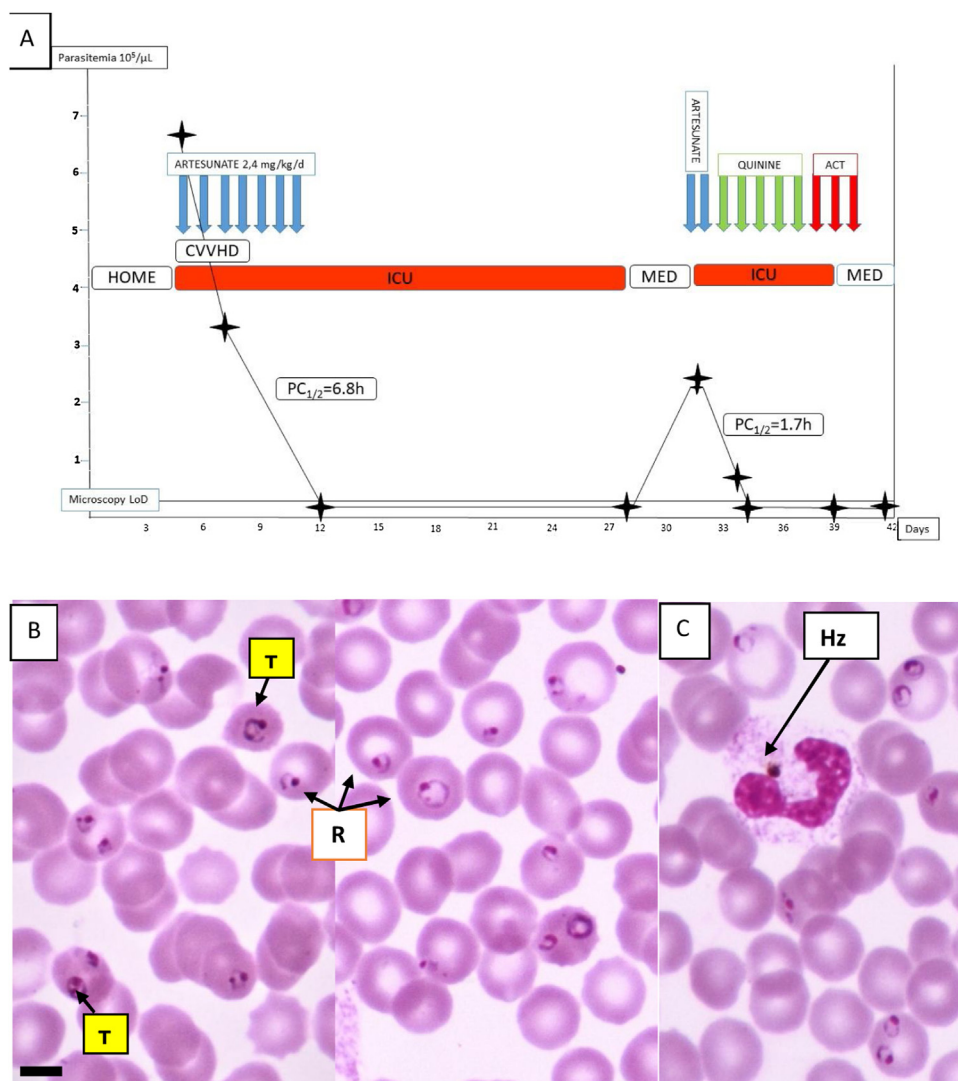 A
Parasitemia 10⁵/µL
7
6
5
4
3
2
1
ARTESUNATE 2,4 mg/kg/d
ARTESUNATE
QUININE
ACT
CVVHD
HOME
ICU
MED
ICU
MED
PC1/2=6.8h
PC1/2=1.7h
Microscopy LoD
3 6 9 12 15 18 21 24 27 30 33 36 39 42
Days
B
T
R
T
C
Hz